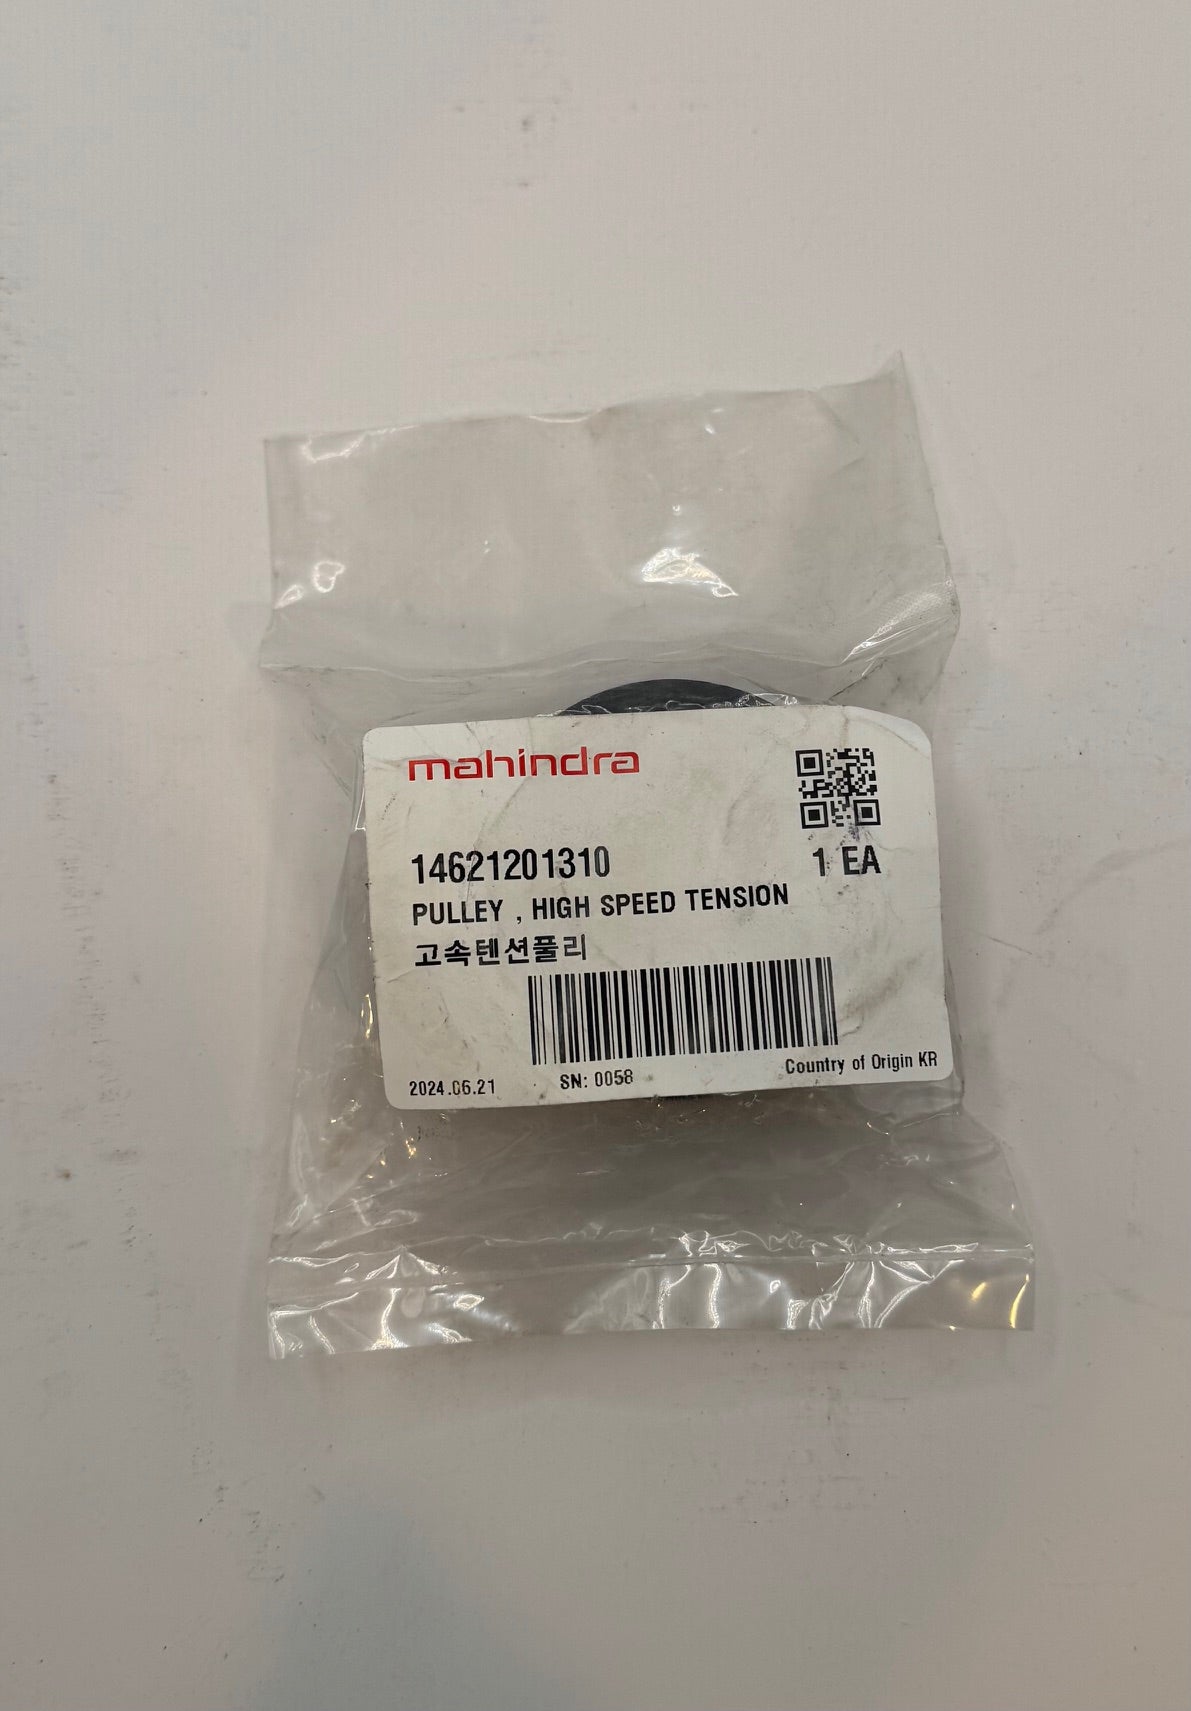 mahindra
14621201310 1 EA
PULLEY , HIGH SPEED TENSION
고속텐션풀리
2024.06.21 SN: 0058 Country of Origin KR